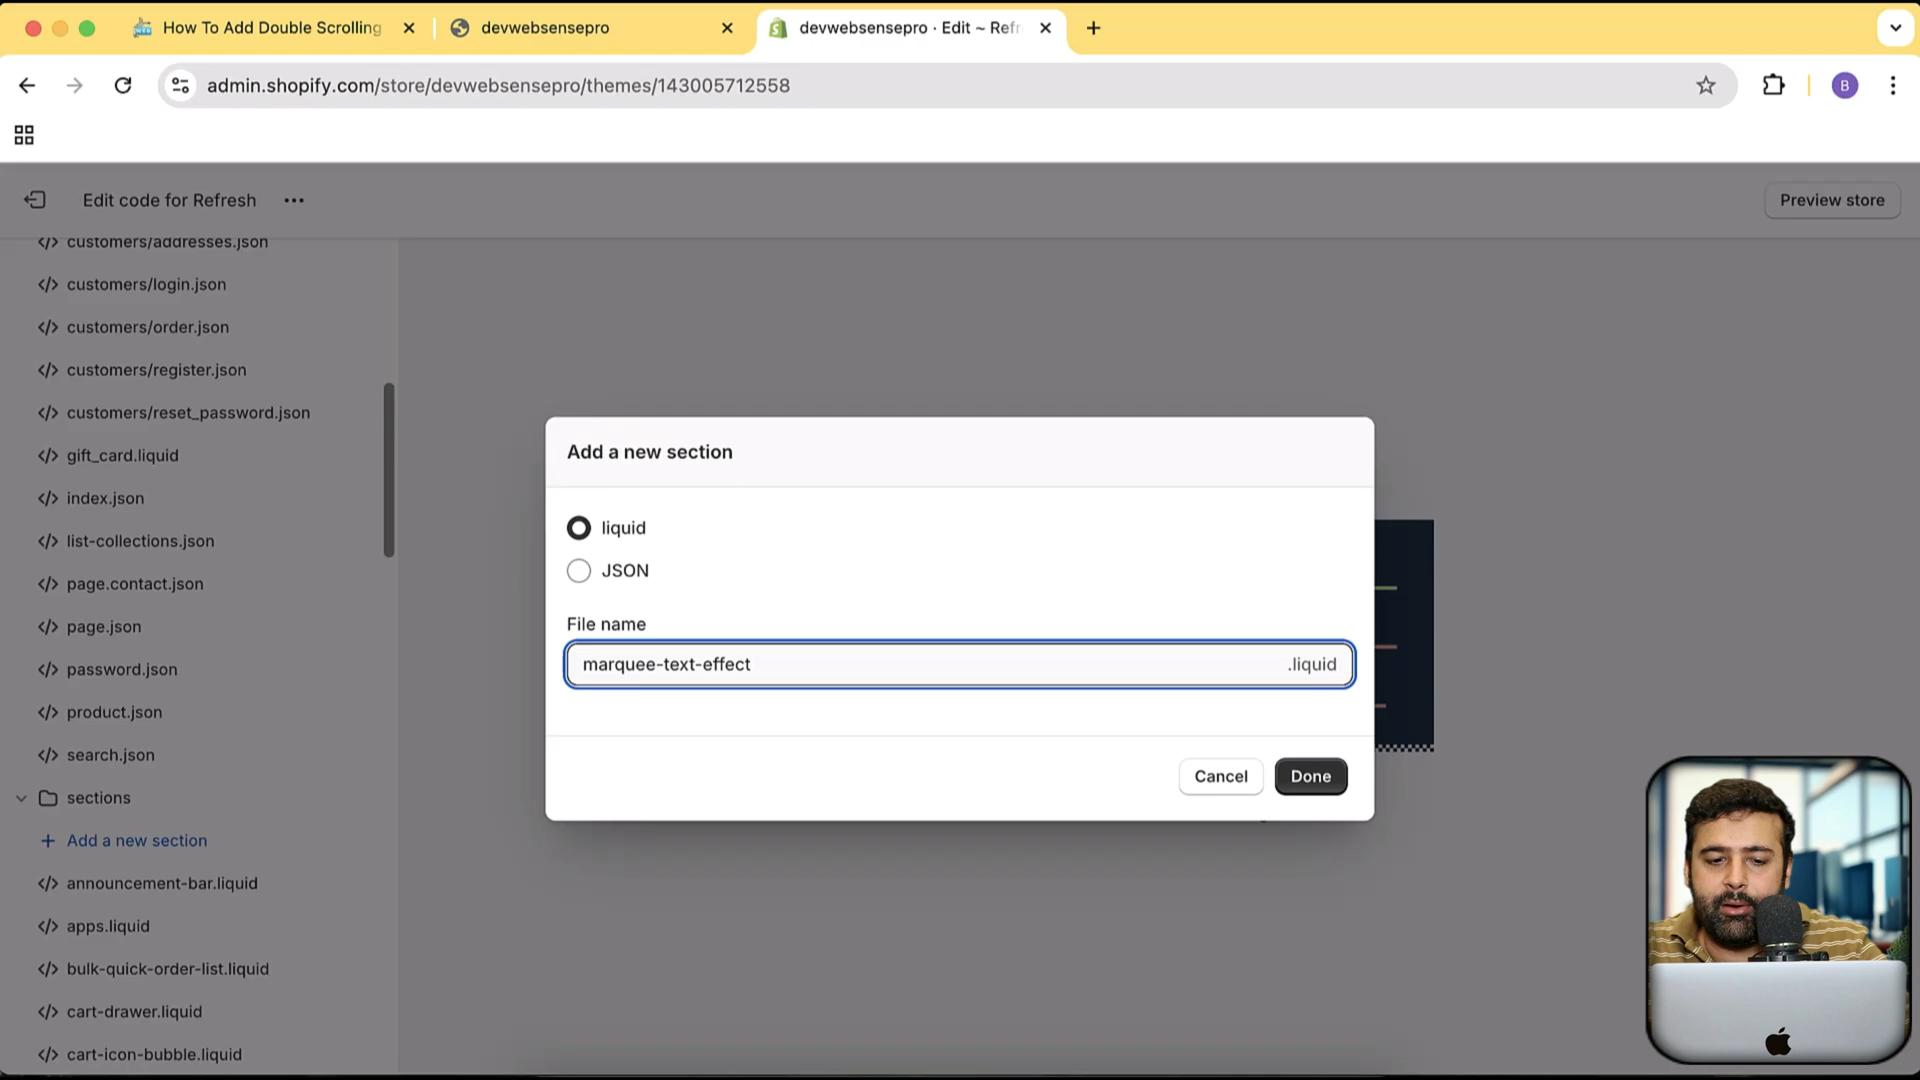 How To Add Double Scrolling
devwebsensepro
devwebsensepro · Edit ~ Refr
admin.shopify.com/store/devwebsensepro/themes/143005712558
B
Edit code for Refresh
Preview store
customers/addresses.json
customers/login.json
customers/order.json
customers/register.json
customers/reset_password.json
gift_card.liquid
index.json
list-collections.json
page.contact.json
page.json
password.json
product.json
search.json
sections
Add a new section
announcement-bar.liquid
apps.liquid
bulk-quick-order-list.liquid
cart-drawer.liquid
cart-icon-bubble.liquid
Add a new section
liquid
JSON
File name
marquee-text-effect .liquid
Cancel Done